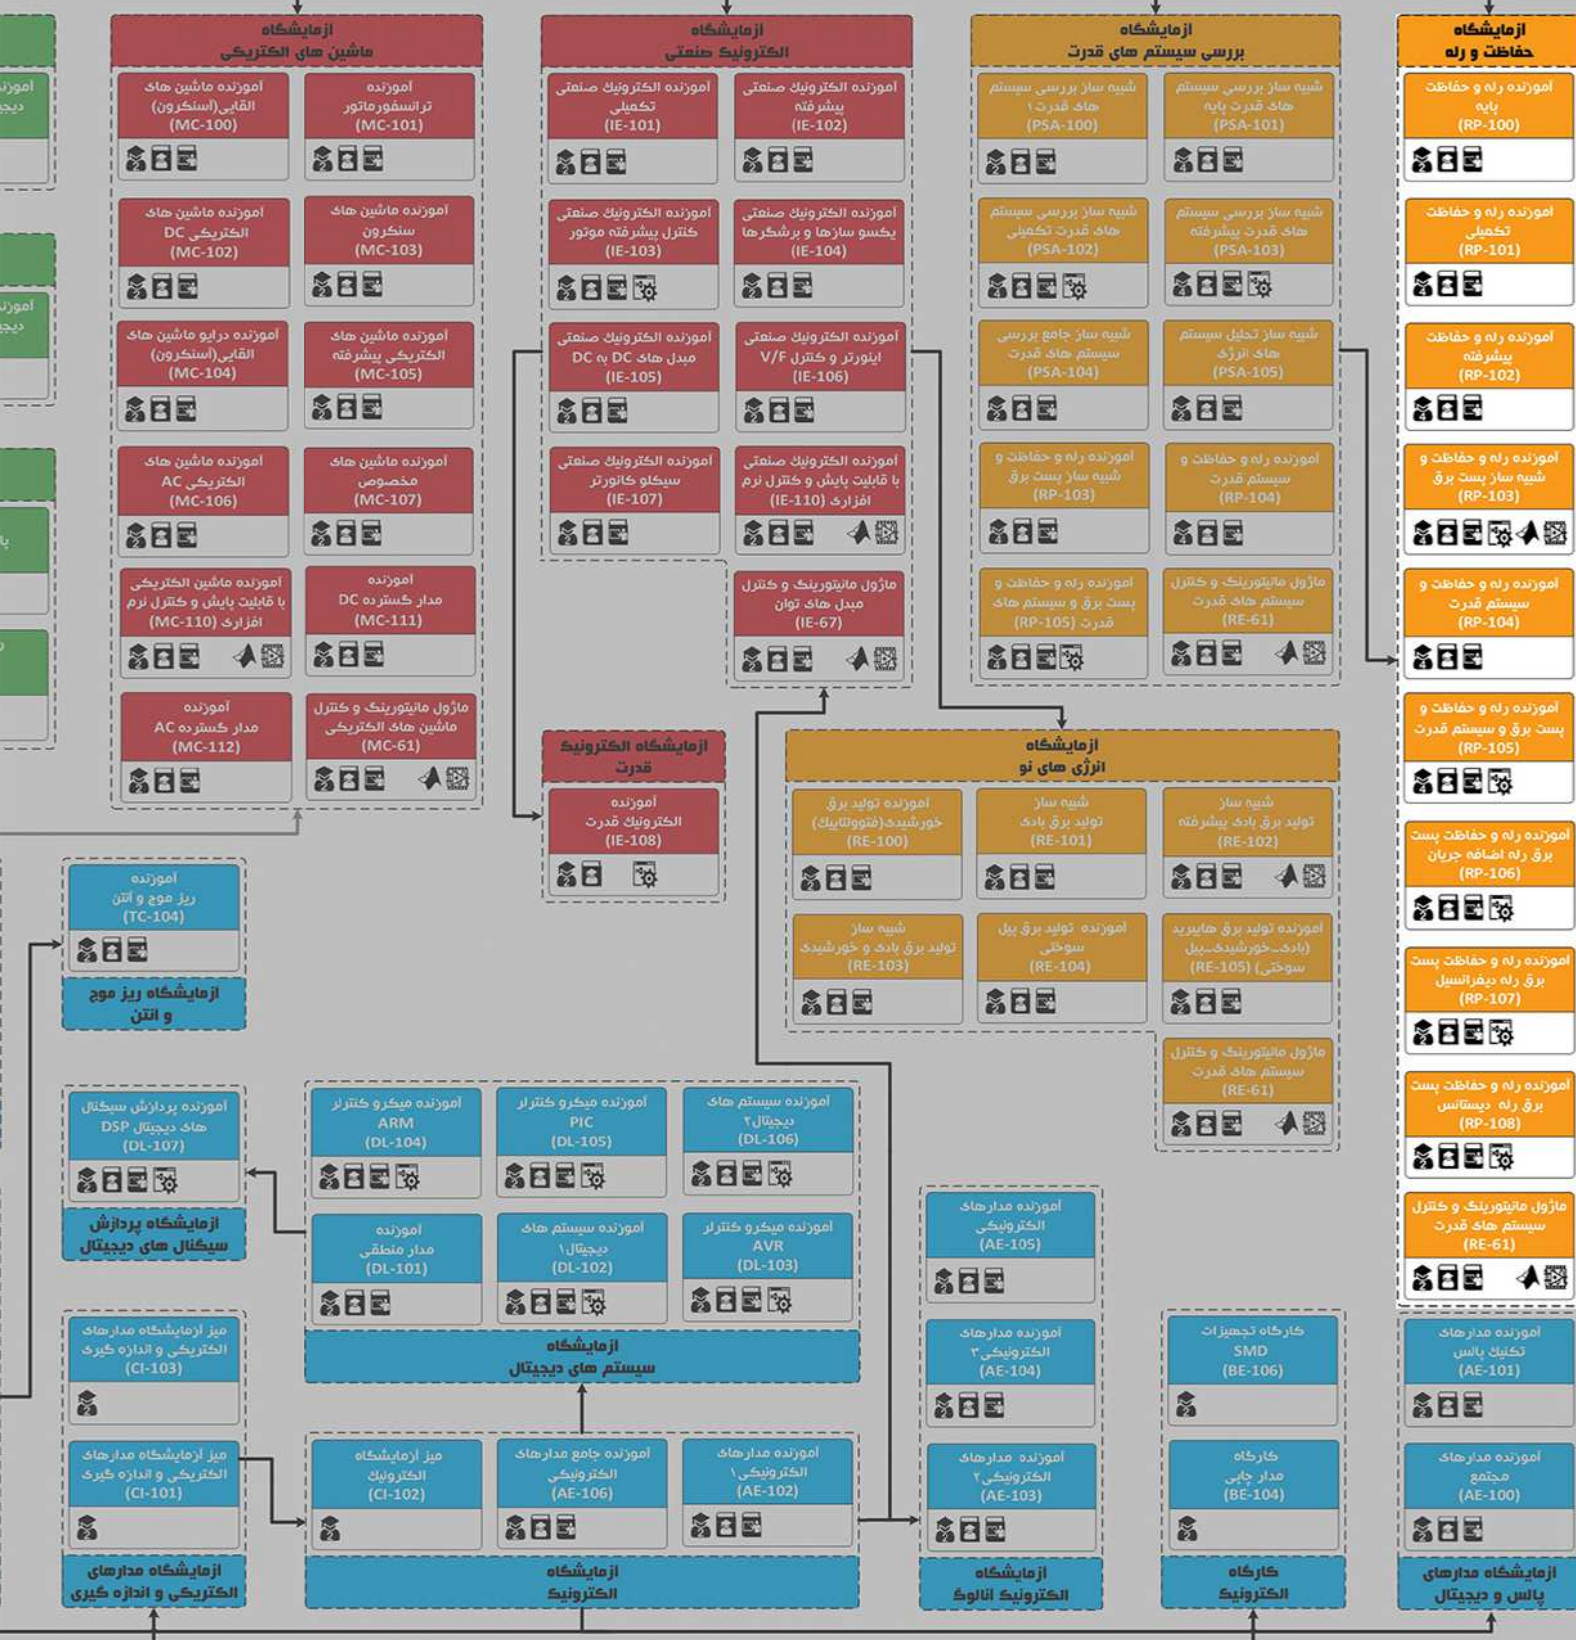 آزمایشگاه
حفاظت و رله
آموزنده رله و حفاظت
پایه
(RP-100)
آموزنده رله و حفاظت
تکمیلی
(RP-101)
آموزنده رله و حفاظت
پیشرفته
(RP-102)
آموزنده رله و حفاظت و
شبیه ساز پست برق
(RP-103)
آموزنده رله و حفاظت و
سیستم قدرت
(RP-104)
آموزنده رله و حفاظت و
پست برق و سیستم قدرت
(RP-105)
آموزنده رله و حفاظت پست
برق رله اضافه جریان
(RP-106)
آموزنده رله و حفاظت پست
برق رله دیفرانسیل
(RP-107)
آموزنده رله و حفاظت پست
برق رله دیستانس
(RP-108)
ماژول مانیتورینگ و کنترل
سیستم های قدرت
(RE-61)
آزمایشگاه
بررسی سیستم های قدرت
شبیه ساز بررسی سیستم
های قدرت پایه
(PSA-101)
شبیه ساز بررسی سیستم
های قدرت ۱
(PSA-100)
شبیه ساز بررسی سیستم
های قدرت پیشرفته
(PSA-103)
شبیه ساز بررسی سیستم
های قدرت تکمیلی
(PSA-102)
شبیه ساز تحلیل سیستم
های انرژی
(PSA-105)
شبیه ساز جامع بررسی
سیستم های قدرت
(PSA-104)
آموزنده رله و حفاظت و
سیستم قدرت
(RP-104)
آموزنده رله و حفاظت و
شبیه ساز پست برق
(RP-103)
ماژول مانیتورینگ و کنترل
سیستم های قدرت
(RE-61)
آموزنده رله و حفاظت و
پست برق و سیستم های
قدرت (RP-105)
آزمایشگاه
الکترونیک صنعتی
آموزنده الکترونیک صنعتی
پیشرفته
(IE-102)
آموزنده الکترونیک صنعتی
تکمیلی
(IE-101)
آموزنده الکترونیک صنعتی
یکسو سازها و برشگرها
(IE-104)
آموزنده الکترونیک صنعتی
کنترل پیشرفته موتور
(IE-103)
آموزنده الکترونیک صنعتی
اینورتر و کنترل V/F
(IE-106)
آموزنده الکترونیک صنعتی
مبدل های DC به DC
(IE-105)
آموزنده الکترونیک صنعتی
با قابلیت پایش و کنترل نرم
افزاری (IE-110)
آموزنده الکترونیک صنعتی
سیکلو کانورتر
(IE-107)
ماژول مانیتورینگ و کنترل
مبدل های توان
(IE-67)
آزمایشگاه
ماشین های الکتریکی
آموزنده
ترانسفورماتور
(MC-101)
آموزنده ماشین های
القایی(آسنکرون)
(MC-100)
آموزنده ماشین های
سنکرون
(MC-103)
آموزنده ماشین های
الکتریکی DC
(MC-102)
آموزنده ماشین های
الکتریکی پیشرفته
(MC-105)
آموزنده درایو ماشین های
القایی(آسنکرون)
(MC-104)
آموزنده ماشین های
مخصوص
(MC-107)
آموزنده ماشین های
الکتریکی AC
(MC-106)
آموزنده
مدار گسترده DC
(MC-111)
آموزنده ماشین الکتریکی
با قابلیت پایش و کنترل نرم
افزاری (MC-110)
ماژول مانیتورینگ و کنترل
ماشین های الکتریکی
(MC-61)
آموزنده
مدار گسترده AC
(MC-112)
آزمایشگاه الکترونیک
قدرت
آموزنده
الکترونیک قدرت
(IE-108)
آزمایشگاه
انرژی های نو
شبیه ساز
تولید برق بادی پیشرفته
(RE-102)
شبیه ساز
تولید برق بادی
(RE-101)
آموزنده تولید برق
خورشیدی(فتوولتاییک)
(RE-100)
آموزنده تولید برق هایبرید
(بادی-خورشیدی-پیل
سوختی) (RE-105)
آموزنده تولید برق پیل
سوختی
(RE-104)
شبیه ساز
تولید برق بادی و خورشیدی
(RE-103)
ماژول مانیتورینگ و کنترل
سیستم های قدرت
(RE-61)
آموزنده
ریز موج و آنتن
(TC-104)
آزمایشگاه ریز موج
و آنتن
آموزنده پردازش سیگنال
های دیجیتال DSP
(DL-107)
آزمایشگاه پردازش
سیگنال های دیجیتال
آموزنده سیستم های
دیجیتال۲
(DL-106)
آموزنده میکرو کنترلر
PIC
(DL-105)
آموزنده میکرو کنترلر
ARM
(DL-104)
آموزنده میکرو کنترلر
AVR
(DL-103)
آموزنده سیستم های
دیجیتال۱
(DL-102)
آموزنده
مدار منطقی
(DL-101)
آزمایشگاه
سیستم های دیجیتال
میز آزمایشگاه مدارهای
الکتریکی و اندازه گیری
(CI-103)
میز آزمایشگاه مدارهای
الکتریکی و اندازه گیری
(CI-101)
آزمایشگاه مدارهای
الکتریکی و اندازه گیری
آموزنده مدارهای
الکترونیکی۱
(AE-102)
آموزنده جامع مدارهای
الکترونیکی
(AE-106)
میز آزمایشگاه
الکترونیک
(CI-102)
آزمایشگاه
الکترونیک
آموزنده مدارهای
الکترونیکی
(AE-105)
آموزنده مدارهای
الکترونیکی۳
(AE-104)
آموزنده مدارهای
الکترونیکی۲
(AE-103)
آزمایشگاه
الکترونیک آنالوگ
کارگاه تجهیزات
SMD
(BE-106)
کارگاه
مدار چاپی
(BE-104)
کارگاه
الکترونیک
آموزنده مدارهای
تکنیک پالس
(AE-101)
آموزنده مدارهای
مجتمع
(AE-100)
آزمایشگاه مدارهای
پالس و دیجیتال